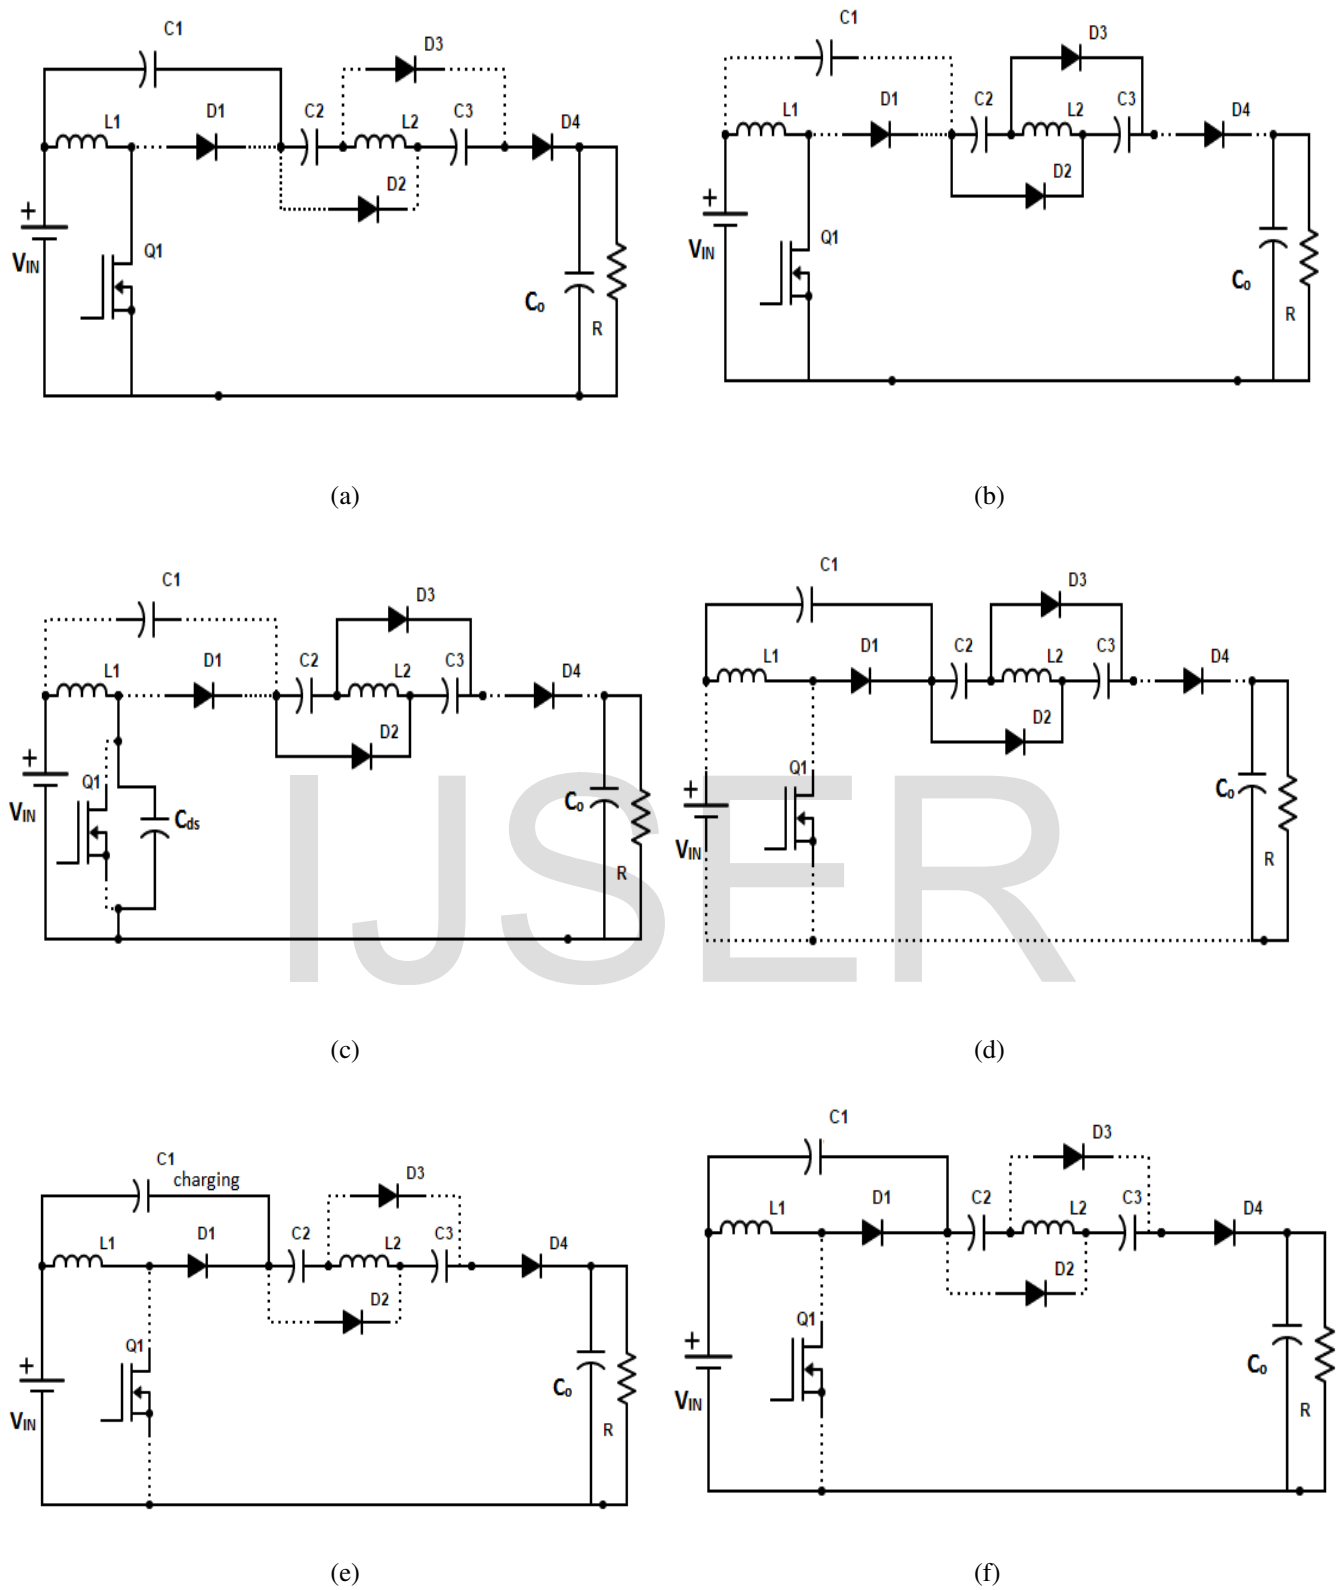 C1
D3
L1
D1
C2
L2
C3
D4
D2
+
VIN
Q1
Co
R
(a)
C1
D3
L1
D1
C2
L2
C3
D4
D2
+
VIN
Q1
Co
R
(b)
C1
D3
L1
D1
C2
L2
C3
D4
D2
+
VIN
Q1
Cds
Co
R
(c)
C1
D3
L1
D1
C2
L2
C3
D4
D2
+
VIN
Q1
Co
R
(d)
IJSER
C1
charging
D3
L1
D1
C2
L2
C3
D4
D2
+
VIN
Q1
Co
R
(e)
C1
D3
L1
D1
C2
L2
C3
D4
D2
+
VIN
Q1
Co
R
(f)